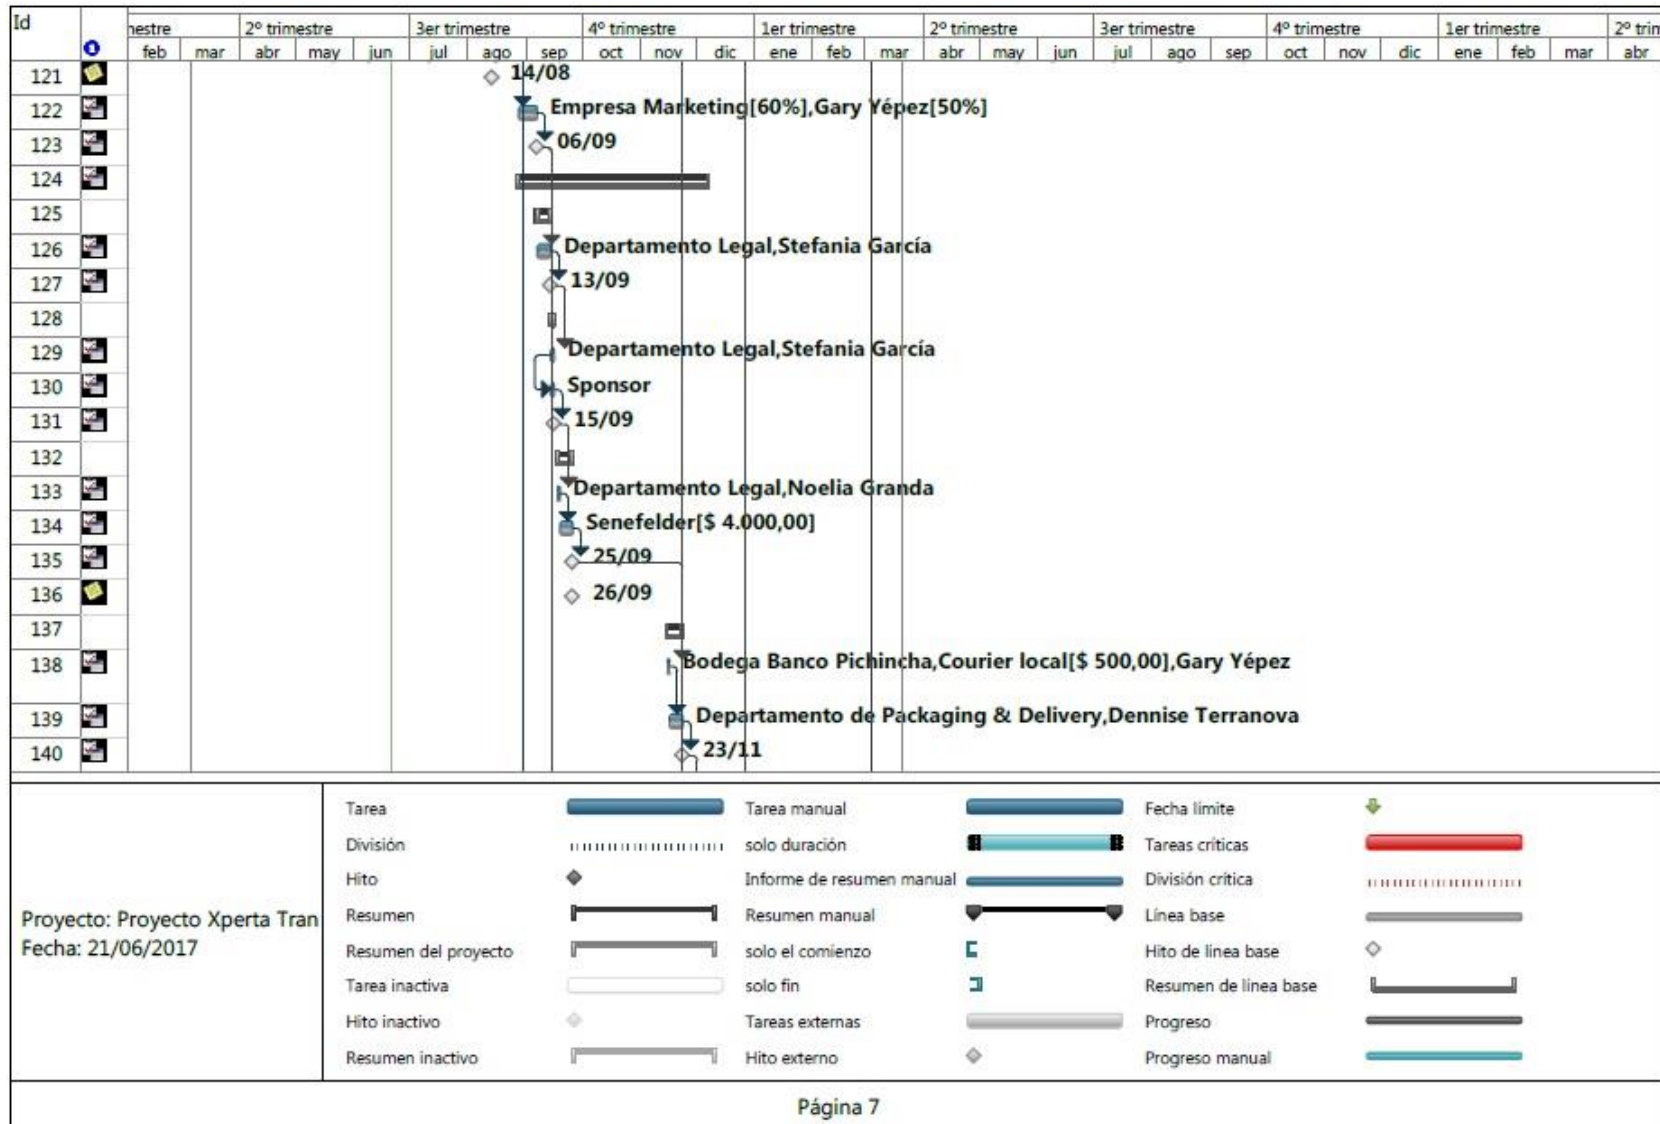 Id
nestre 2º trimestre 3er trimestre 4º trimestre 1er trimestre 2º trimestre 3er trimestre 4º trimestre 1er trimestre 2º trim
feb mar abr may jun jul ago sep oct nov dic ene feb mar abr may jun jul ago sep oct nov dic ene feb mar abr
121 14/08
122 Empresa Marketing[60%],Gary Yépez[50%]
123 06/09
124
125
126 Departamento Legal,Stefania García
127 13/09
128
129 Departamento Legal,Stefania García
130 Sponsor
131 15/09
132
133 Departamento Legal,Noelia Granda
134 Senefelder[$ 4.000,00]
135 25/09
136 26/09
137
138 Bodega Banco Pichincha,Courier local[$ 500,00],Gary Yépez
139 Departamento de Packaging & Delivery,Dennise Terranova
140 23/11
Proyecto: Proyecto Xperta Tran
Fecha: 21/06/2017
Tarea Tarea manual Fecha límite
División solo duración Tareas críticas
Hito Informe de resumen manual División crítica
Resumen Resumen manual Línea base
Resumen del proyecto solo el comienzo Hito de línea base
Tarea inactiva solo fin Resumen de línea base
Hito inactivo Tareas externas Progreso
Resumen inactivo Hito externo Progreso manual
Página 7